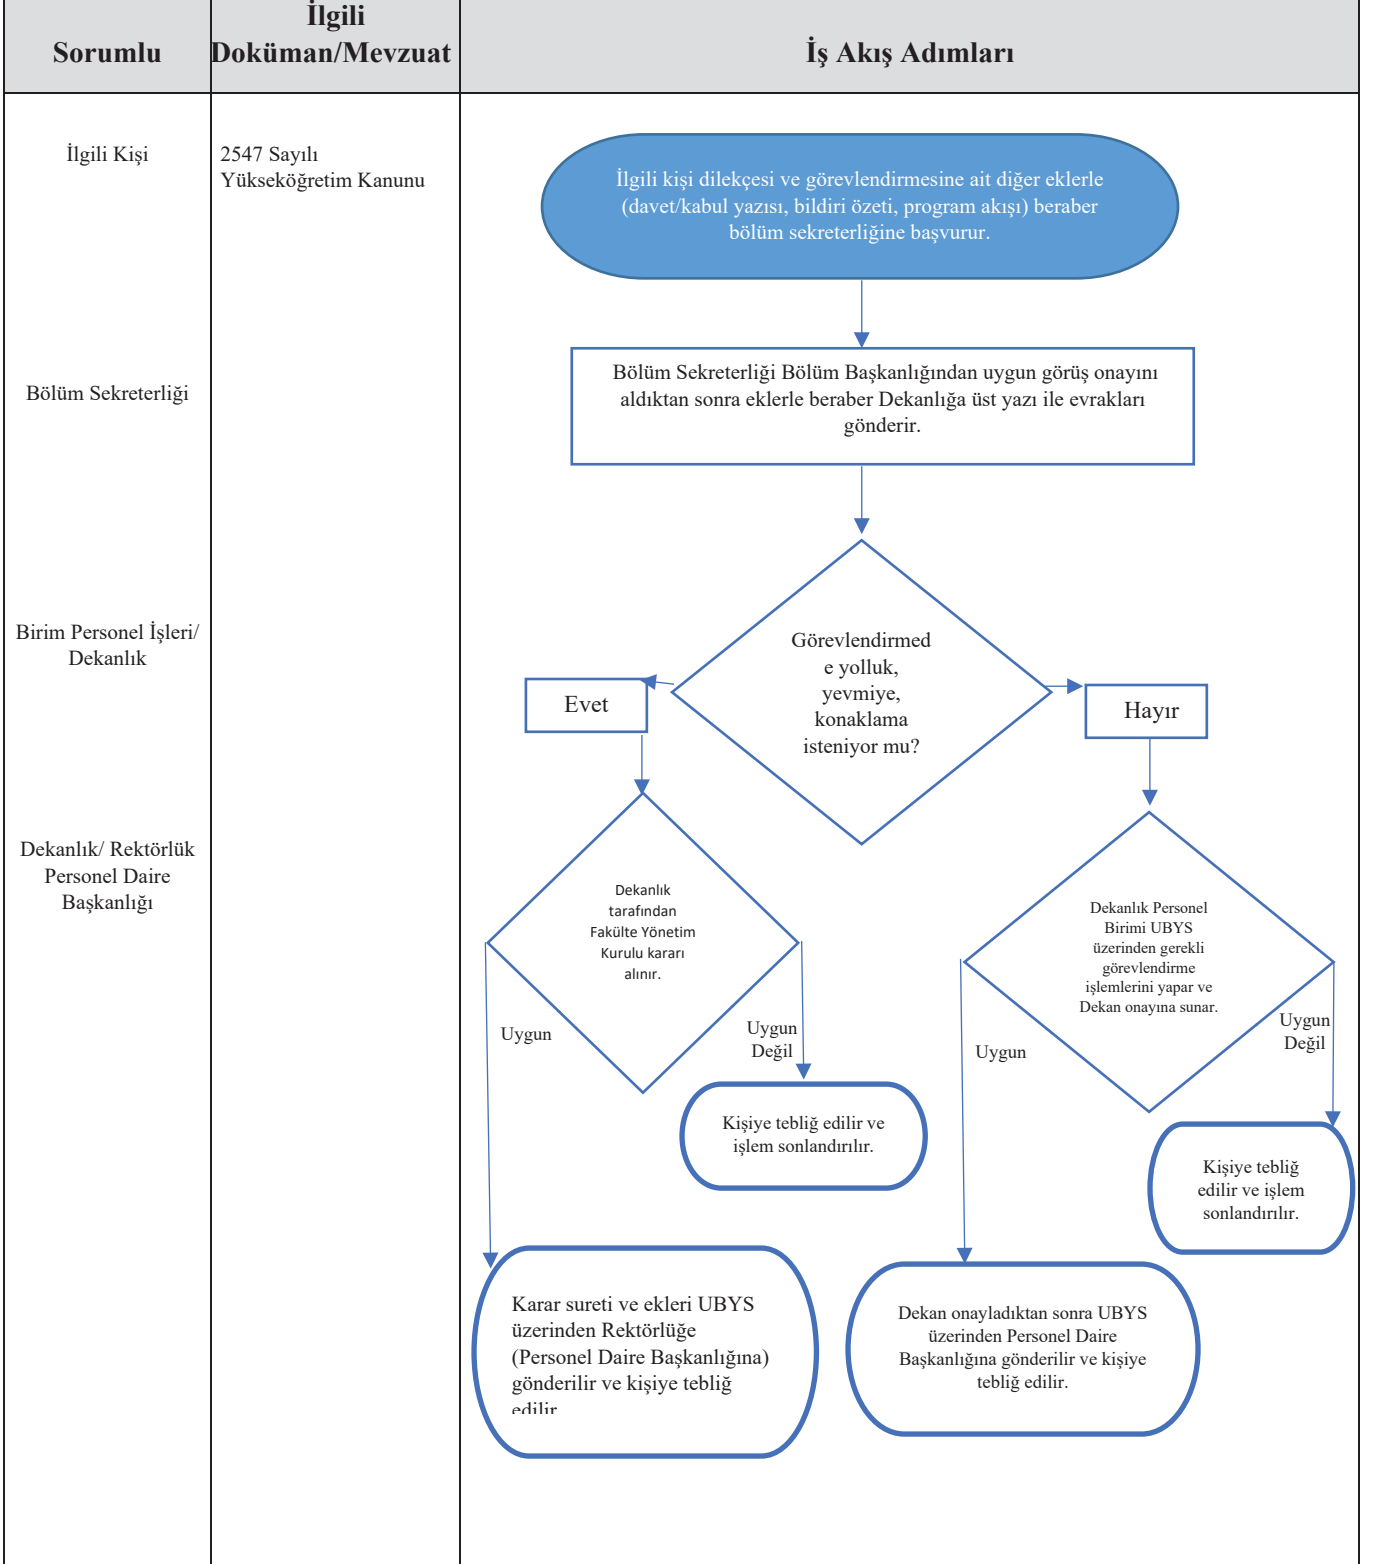 Sorumlu
İlgili
Doküman/Mevzuat
İş Akış Adımları
İlgili Kişi
2547 Sayılı
Yükseköğretim Kanunu
İlgili kişi dilekçesi ve görevlendirmesine ait diğer eklerle
(davet/kabul yazısı, bildiri özeti, program akışı) beraber
bölüm sekreterliğine başvurur.
Bölüm Sekreterliği
Bölüm Sekreterliği Bölüm Başkanlığından uygun görüş onayını
aldıktan sonra eklerle beraber Dekanlığa üst yazı ile evrakları
gönderir.
Birim Personel İşleri/
Dekanlık
Görevlendirmed
e yolluk,
yevmiye,
konaklama
isteniyor mu?
Evet
Hayır
Dekanlık/ Rektörlük
Personel Daire
Başkanlığı
Dekanlık
tarafından
Fakülte Yönetim
Kurulu kararı
alınır.
Dekanlık Personel
Birimi UBYS
üzerinden gerekli
görevlendirme
işlemlerini yapar ve
Dekan onayına sunar.
Uygun
Uygun
Değil
Uygun
Uygun
Değil
Kişiye tebliğ edilir ve
işlem sonlandırılır.
Kişiye tebliğ
edilir ve işlem
sonlandırılır.
Karar sureti ve ekleri UBYS
üzerinden Rektörlüğe
(Personel Daire Başkanlığına)
gönderilir ve kişiye tebliğ
edilir
Dekan onayladıktan sonra UBYS
üzerinden Personel Daire
Başkanlığına gönderilir ve kişiye
tebliğ edilir.